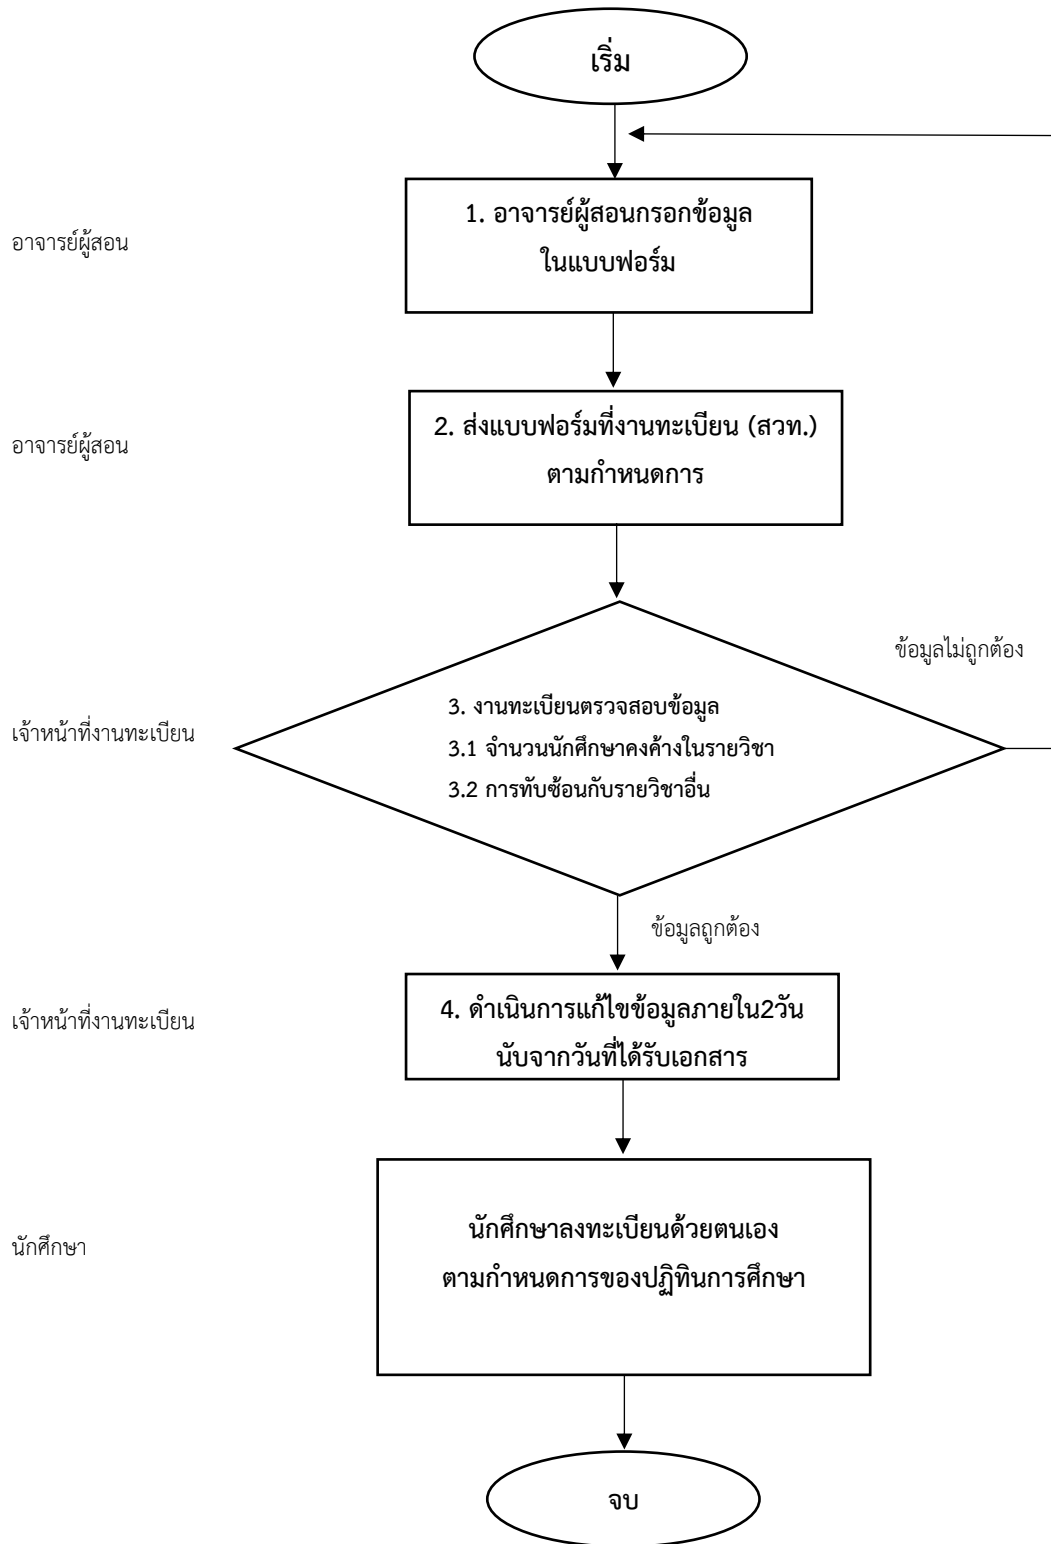 เริ่ม
อาจารย์ผู้สอน
1. อาจารย์ผู้สอนกรอกข้อมูล
ในแบบฟอร์ม
อาจารย์ผู้สอน
2. ส่งแบบฟอร์มที่งานทะเบียน (สวท.)
ตามกำหนดการ
ข้อมูลไม่ถูกต้อง
เจ้าหน้าที่งานทะเบียน
3. งานทะเบียนตรวจสอบข้อมูล
3.1 จำนวนนักศึกษาคงค้างในรายวิชา
3.2 การทับซ้อนกับรายวิชาอื่น
ข้อมูลถูกต้อง
เจ้าหน้าที่งานทะเบียน
4. ดำเนินการแก้ไขข้อมูลภายใน2วัน
นับจากวันที่ได้รับเอกสาร
นักศึกษา
นักศึกษาลงทะเบียนด้วยตนเอง
ตามกำหนดการของปฏิทินการศึกษา
จบ